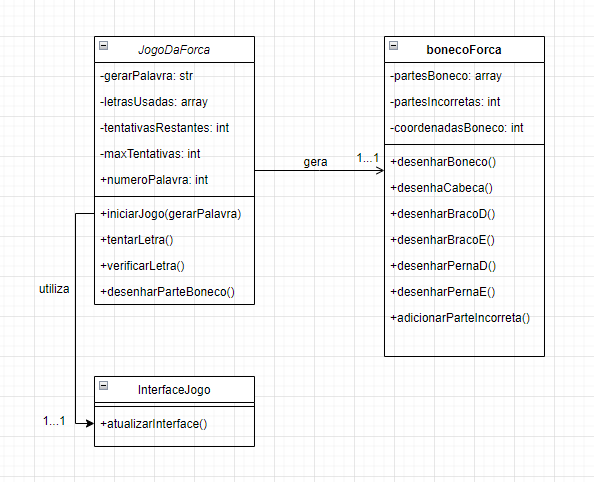 JogoDaForca
-gerarPalavra: str
-letrasUsadas: array
-tentativasRestantes: int
-maxTentativas: int
+numeroPalavra: int
+iniciarJogo(gerarPalavra)
+tentarLetra()
+verificarLetra()
+desenharParteBoneco()
gera
1...1
bonecoForca
-partesBoneco: array
-partesIncorretas: int
-coordenadasBoneco: int
+desenharBoneco()
+desenhaCabeca()
+desenharBracoD()
+desenharBracoE()
+desenharPernaD()
+desenharPernaE()
+adicionarParteIncorreta()
utiliza
1...1
InterfaceJogo
+atualizarInterface()